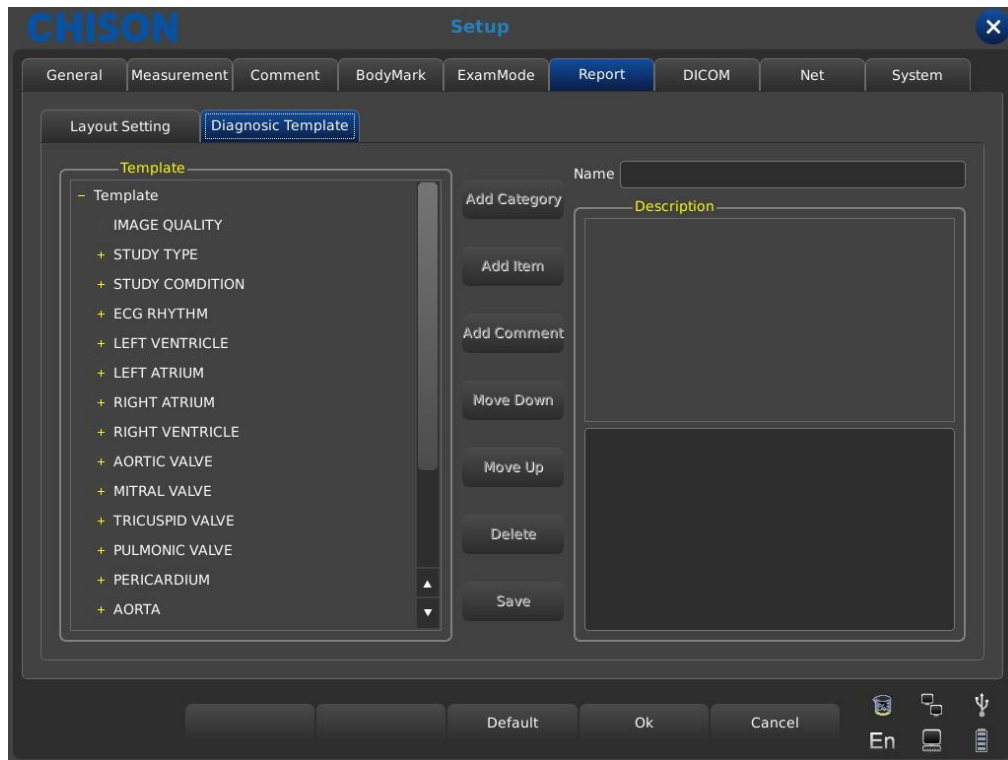 CHISON
Setup
General Measurement Comment BodyMark ExamMode Report DICOM Net System
Layout Setting Diagnosic Template
Template
− Template
IMAGE QUALITY
+ STUDY TYPE
+ STUDY COMDITION
+ ECG RHYTHM
+ LEFT VENTRICLE
+ LEFT ATRIUM
+ RIGHT ATRIUM
+ RIGHT VENTRICLE
+ AORTIC VALVE
+ MITRAL VALVE
+ TRICUSPID VALVE
+ PULMONIC VALVE
+ PERICARDIUM
+ AORTA
Add Category
Add Item
Add Comment
Move Down
Move Up
Delete
Save
Name
Description
Default Ok Cancel
En